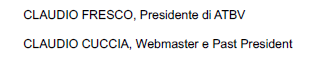 CLAUDIO FRESCO, Presidente di ATBV
CLAUDIO CUCCIA, Webmaster e Past President